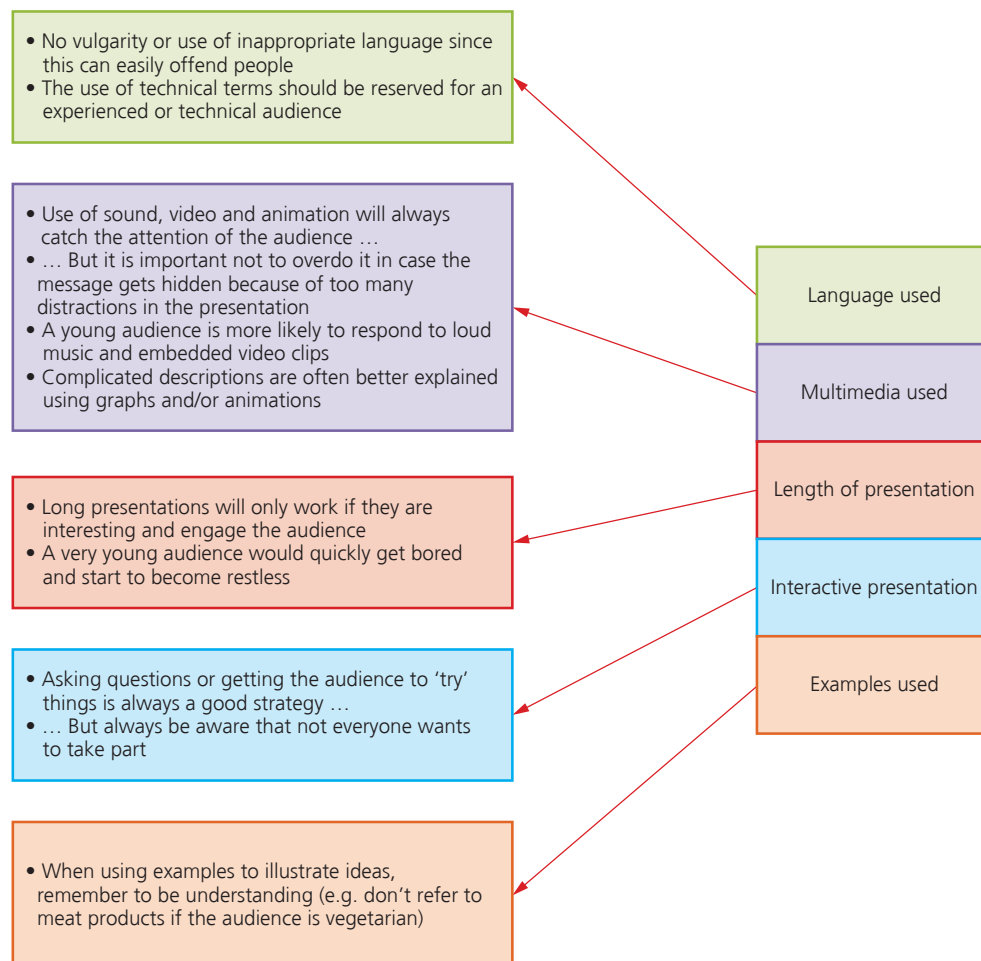 • No vulgarity or use of inappropriate language since
this can easily offend people
• The use of technical terms should be reserved for an
experienced or technical audience
• Use of sound, video and animation will always
catch the attention of the audience …
• … But it is important not to overdo it in case the
message gets hidden because of too many
distractions in the presentation
• A young audience is more likely to respond to loud
music and embedded video clips
• Complicated descriptions are often better explained
using graphs and/or animations
• Long presentations will only work if they are
interesting and engage the audience
• A very young audience would quickly get bored
and start to become restless
• Asking questions or getting the audience to ‘try’
things is always a good strategy …
• … But always be aware that not everyone wants
to take part
• When using examples to illustrate ideas,
remember to be understanding (e.g. don’t refer to
meat products if the audience is vegetarian)
Language used
Multimedia used
Length of presentation
Interactive presentation
Examples used